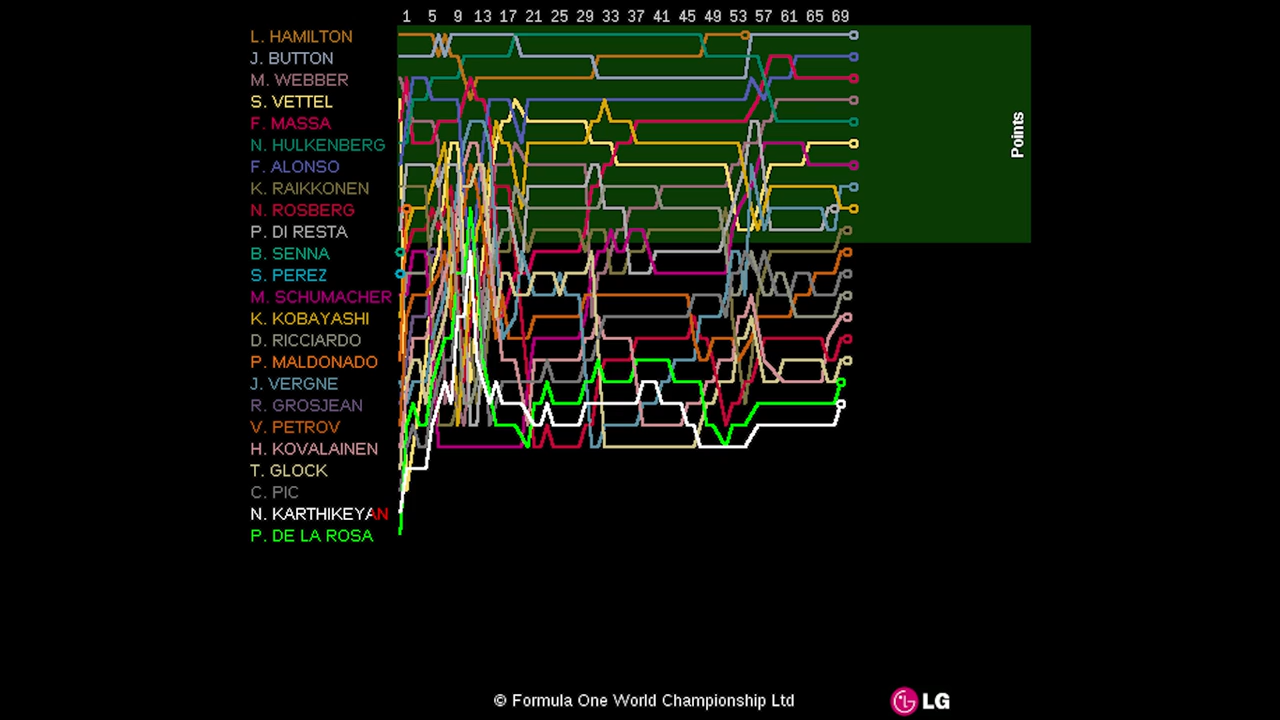 1 5 9 13 17 21 25 29 33 37 41 45 49 53 57 61 65 69
L. HAMILTON
J. BUTTON
M. WEBBER
S. VETTEL
F. MASSA
N. HULKENBERG
F. ALONSO
K. RAIKKONEN
N. ROSBERG
P. DI RESTA
B. SENNA
S. PEREZ
M. SCHUMACHER
K. KOBAYASHI
D. RICCIARDO
P. MALDONADO
J. VERGNE
R. GROSJEAN
V. PETROV
H. KOVALAINEN
T. GLOCK
C. PIC
N. KARTHIKEYAN
P. DE LA ROSA
Points
© Formula One World Championship Ltd
LG